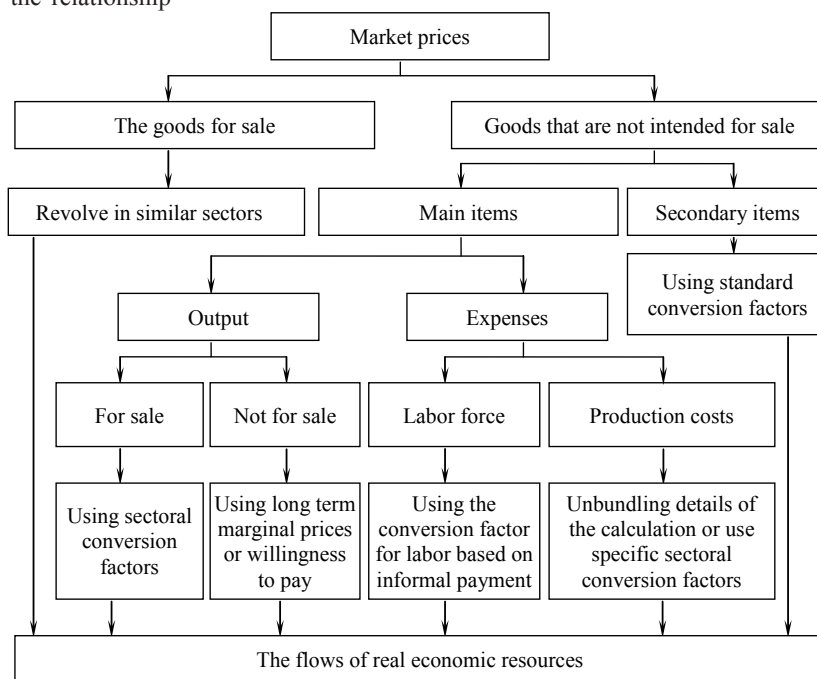 the relationship
Market prices
The goods for sale
Goods that are not intended for sale
Revolve in similar sectors
Main items
Secondary items
Using standard
conversion factors
Output
Expenses
For sale
Not for sale
Labor force
Production costs
Using sectoral
conversion
factors
Using long term
marginal prices
or willingness
to pay
Using the
conversion factor
for labor based on
informal payment
Unbundling details of
the calculation or use
specific sectoral
conversion factors
The flows of real economic resources